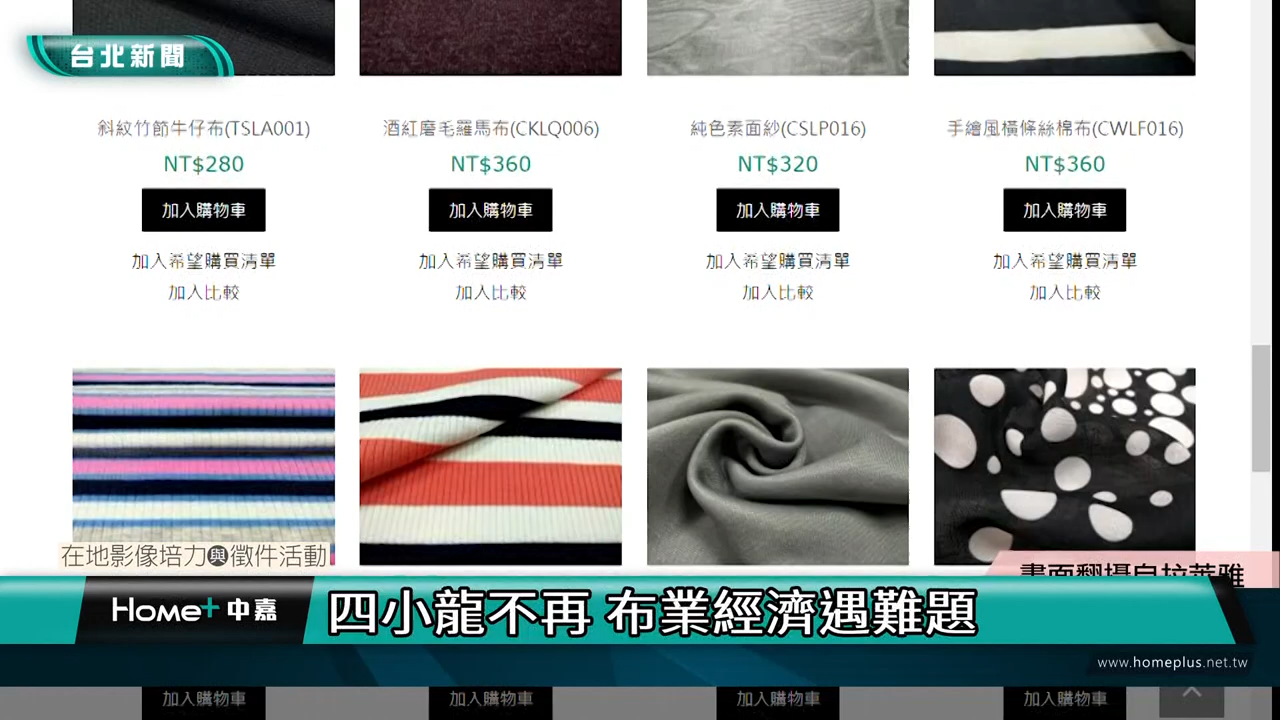 台北新聞
斜紋竹節牛仔布(TSLA001)
酒紅磨毛羅馬布(CKLQ006)
純色素面紗(CSLP016)
手繪風橫條絲棉布(CWLF016)
NT$280
NT$360
NT$320
NT$360
加入購物車
加入購物車
加入購物車
加入購物車
加入希望購買清單
加入希望購買清單
加入希望購買清單
加入希望購買清單
加入比較
加入比較
加入比較
加入比較
在地影像培力與徵件活動
畫面翻攝自拉芙雅
Home+中嘉
四小龍不再 布業經濟遇難題
www.homeplus.net.tw
加入購物車
加入購物車
加入購物車
加入購物車